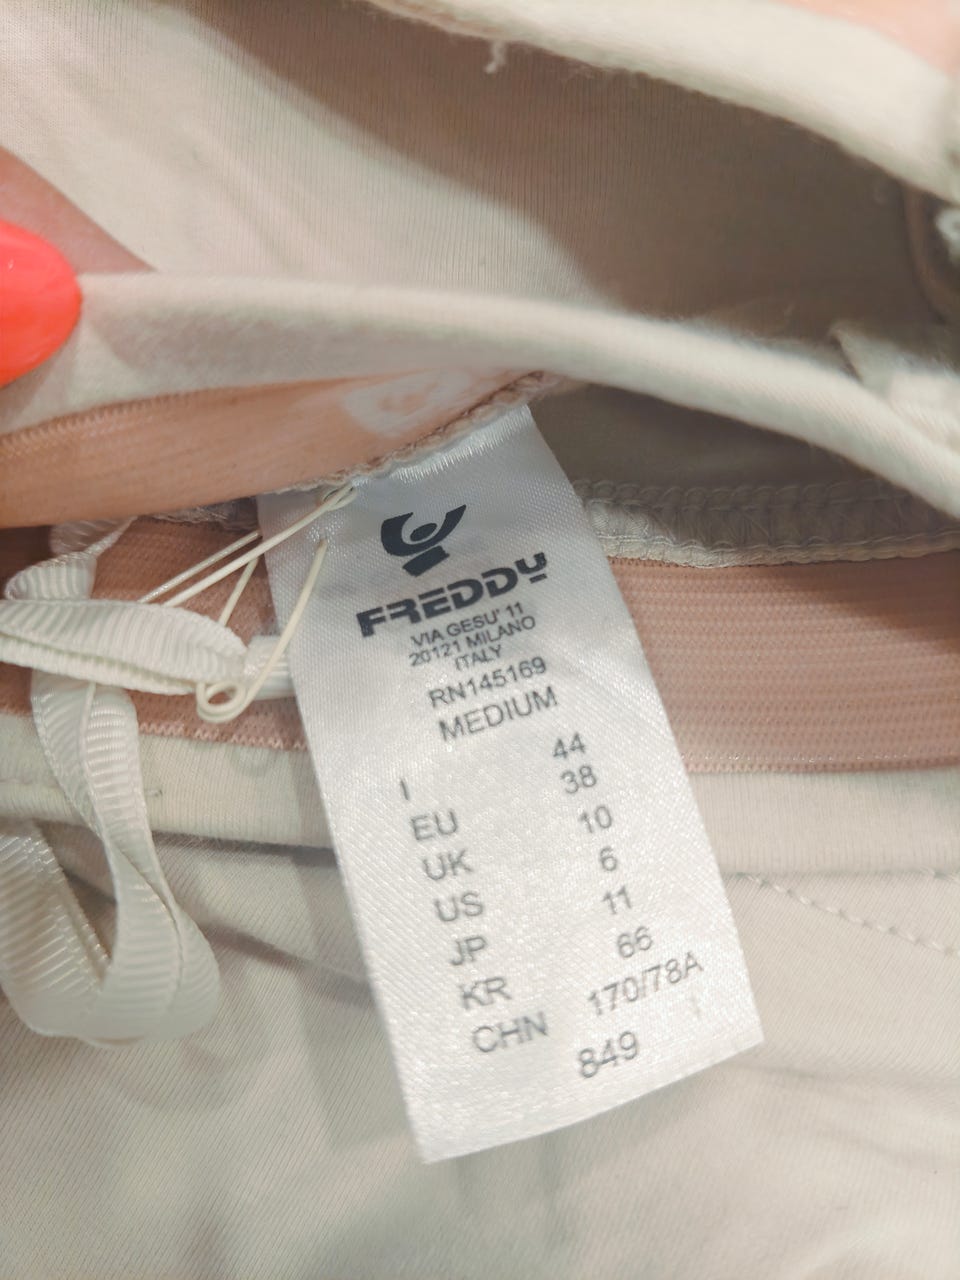 FREDDY
VIA GESU' 11
20121 MILANO
ITALY
RN145169
MEDIUM
I 44
EU 38
UK 10
US 6
JP 11
KR 66
CHN 170/78A
849